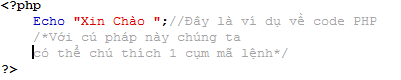 <?php
Echo "Xin Chào ";//Đây là ví dụ về code PHP
/*Với cú pháp này chúng ta
có thể chú thích 1 cụm mã lệnh*/
?>